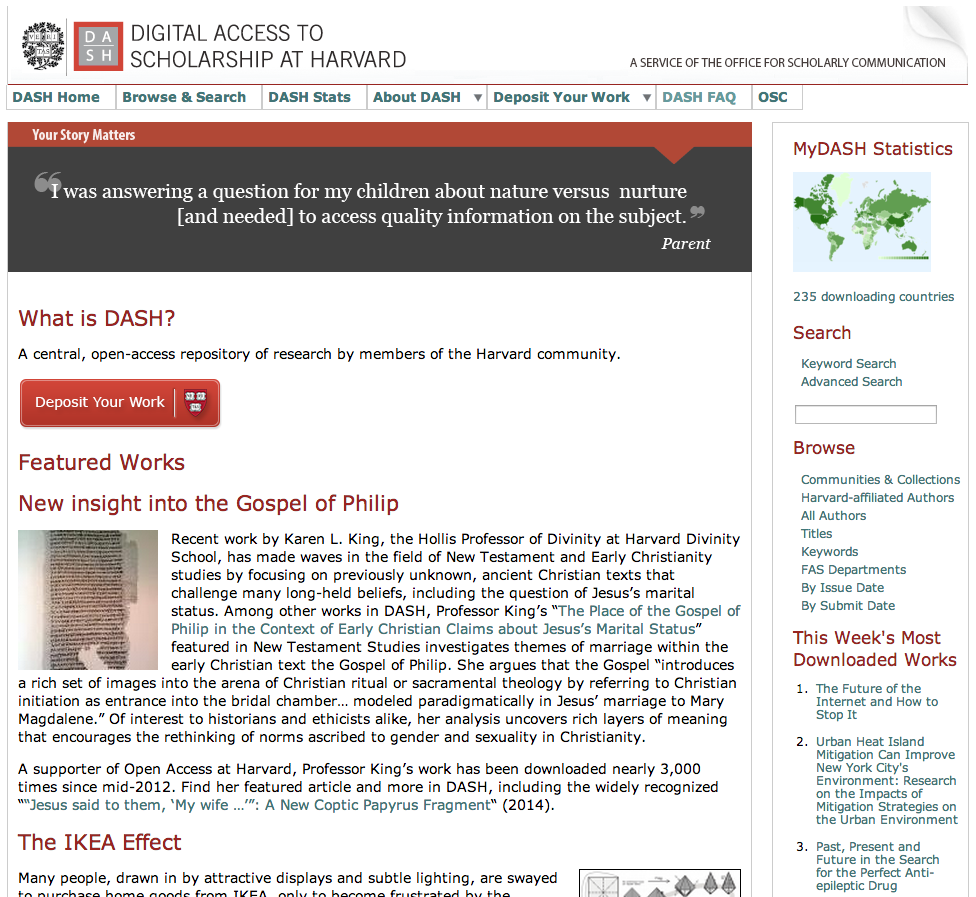 VE RI
TAS
D A
S H
DIGITAL ACCESS TO
SCHOLARSHIP AT HARVARD
A SERVICE OF THE OFFICE FOR SCHOLARLY COMMUNICATION
DASH Home Browse & Search DASH Stats About DASH ▼ Deposit Your Work ▼ DASH FAQ OSC
Your Story Matters
“I was answering a question for my children about nature versus nurture
[and needed] to access quality information on the subject.”
Parent
What is DASH?
A central, open-access repository of research by members of the Harvard community.
Deposit Your Work
Featured Works
New insight into the Gospel of Philip
Recent work by Karen L. King, the Hollis Professor of Divinity at Harvard Divinity
School, has made waves in the field of New Testament and Early Christianity
studies by focusing on previously unknown, ancient Christian texts that
challenge many long-held beliefs, including the question of Jesus’s marital
status. Among other works in DASH, Professor King’s “The Place of the Gospel of
Philip in the Context of Early Christian Claims about Jesus’s Marital Status”
featured in New Testament Studies investigates themes of marriage within the
early Christian text the Gospel of Philip. She argues that the Gospel “introduces
a rich set of images into the arena of Christian ritual or sacramental theology by referring to Christian
initiation as entrance into the bridal chamber… modeled paradigmatically in Jesus’ marriage to Mary
Magdalene.” Of interest to historians and ethicists alike, her analysis uncovers rich layers of meaning
that encourages the rethinking of norms ascribed to gender and sexuality in Christianity.
A supporter of Open Access at Harvard, Professor King’s work has been downloaded nearly 3,000
times since mid-2012. Find her featured article and more in DASH, including the widely recognized
““Jesus said to them, ‘My wife …’”: A New Coptic Papyrus Fragment“ (2014).
The IKEA Effect
Many people, drawn in by attractive displays and subtle lighting, are swayed
to purchase home goods from IKEA, only to become frustrated by the
MyDASH Statistics
235 downloading countries
Search
Keyword Search
Advanced Search
Browse
Communities & Collections
Harvard-affiliated Authors
All Authors
Titles
Keywords
FAS Departments
By Issue Date
By Submit Date
This Week's Most
Downloaded Works
1. The Future of the
Internet and How to
Stop It
2. Urban Heat Island
Mitigation Can Improve
New York City's
Environment: Research
on the Impacts of
Mitigation Strategies on
the Urban Environment
3. Past, Present and
Future in the Search
for the Perfect Anti-
epileptic Drug